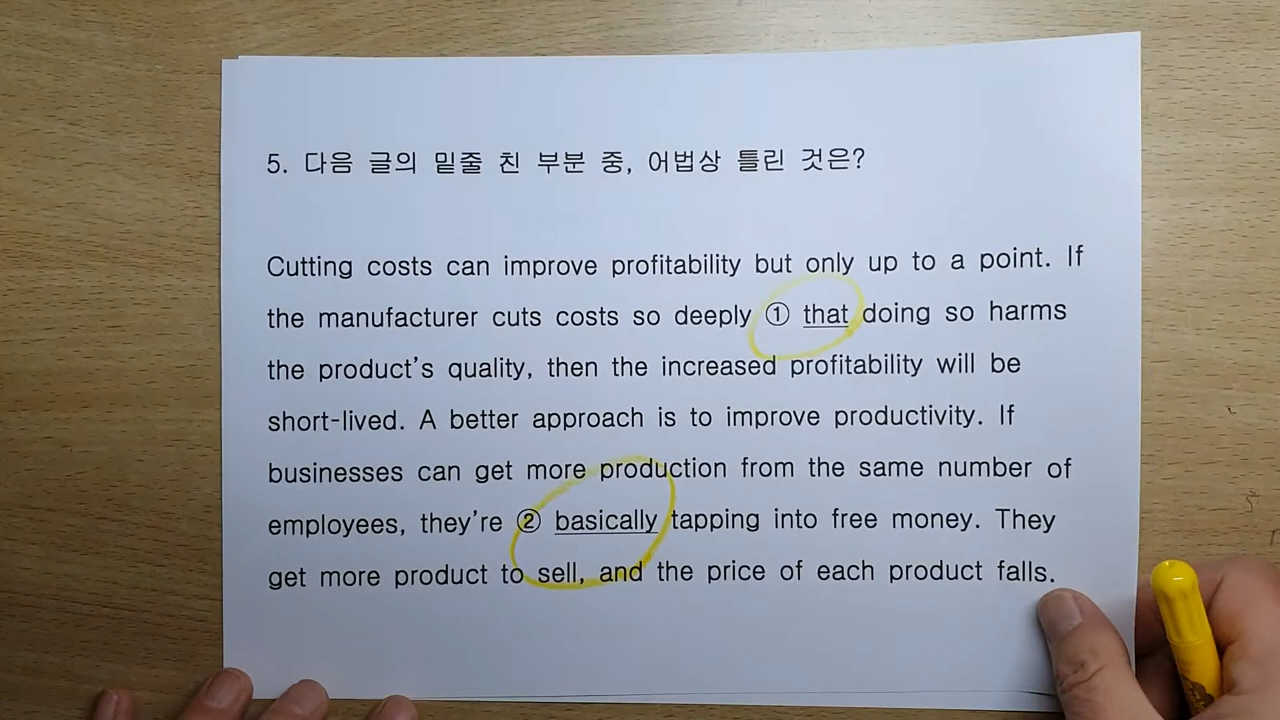 5. 다음 글의 밑줄 친 부분 중, 어법상 틀린 것은?
Cutting costs can improve profitability but only up to a point. If
the manufacturer cuts costs so deeply ① that doing so harms
the product's quality, then the increased profitability will be
short-lived. A better approach is to improve productivity. If
businesses can get more production from the same number of
employees, they're ② basically tapping into free money. They
get more product to sell, and the price of each product falls.